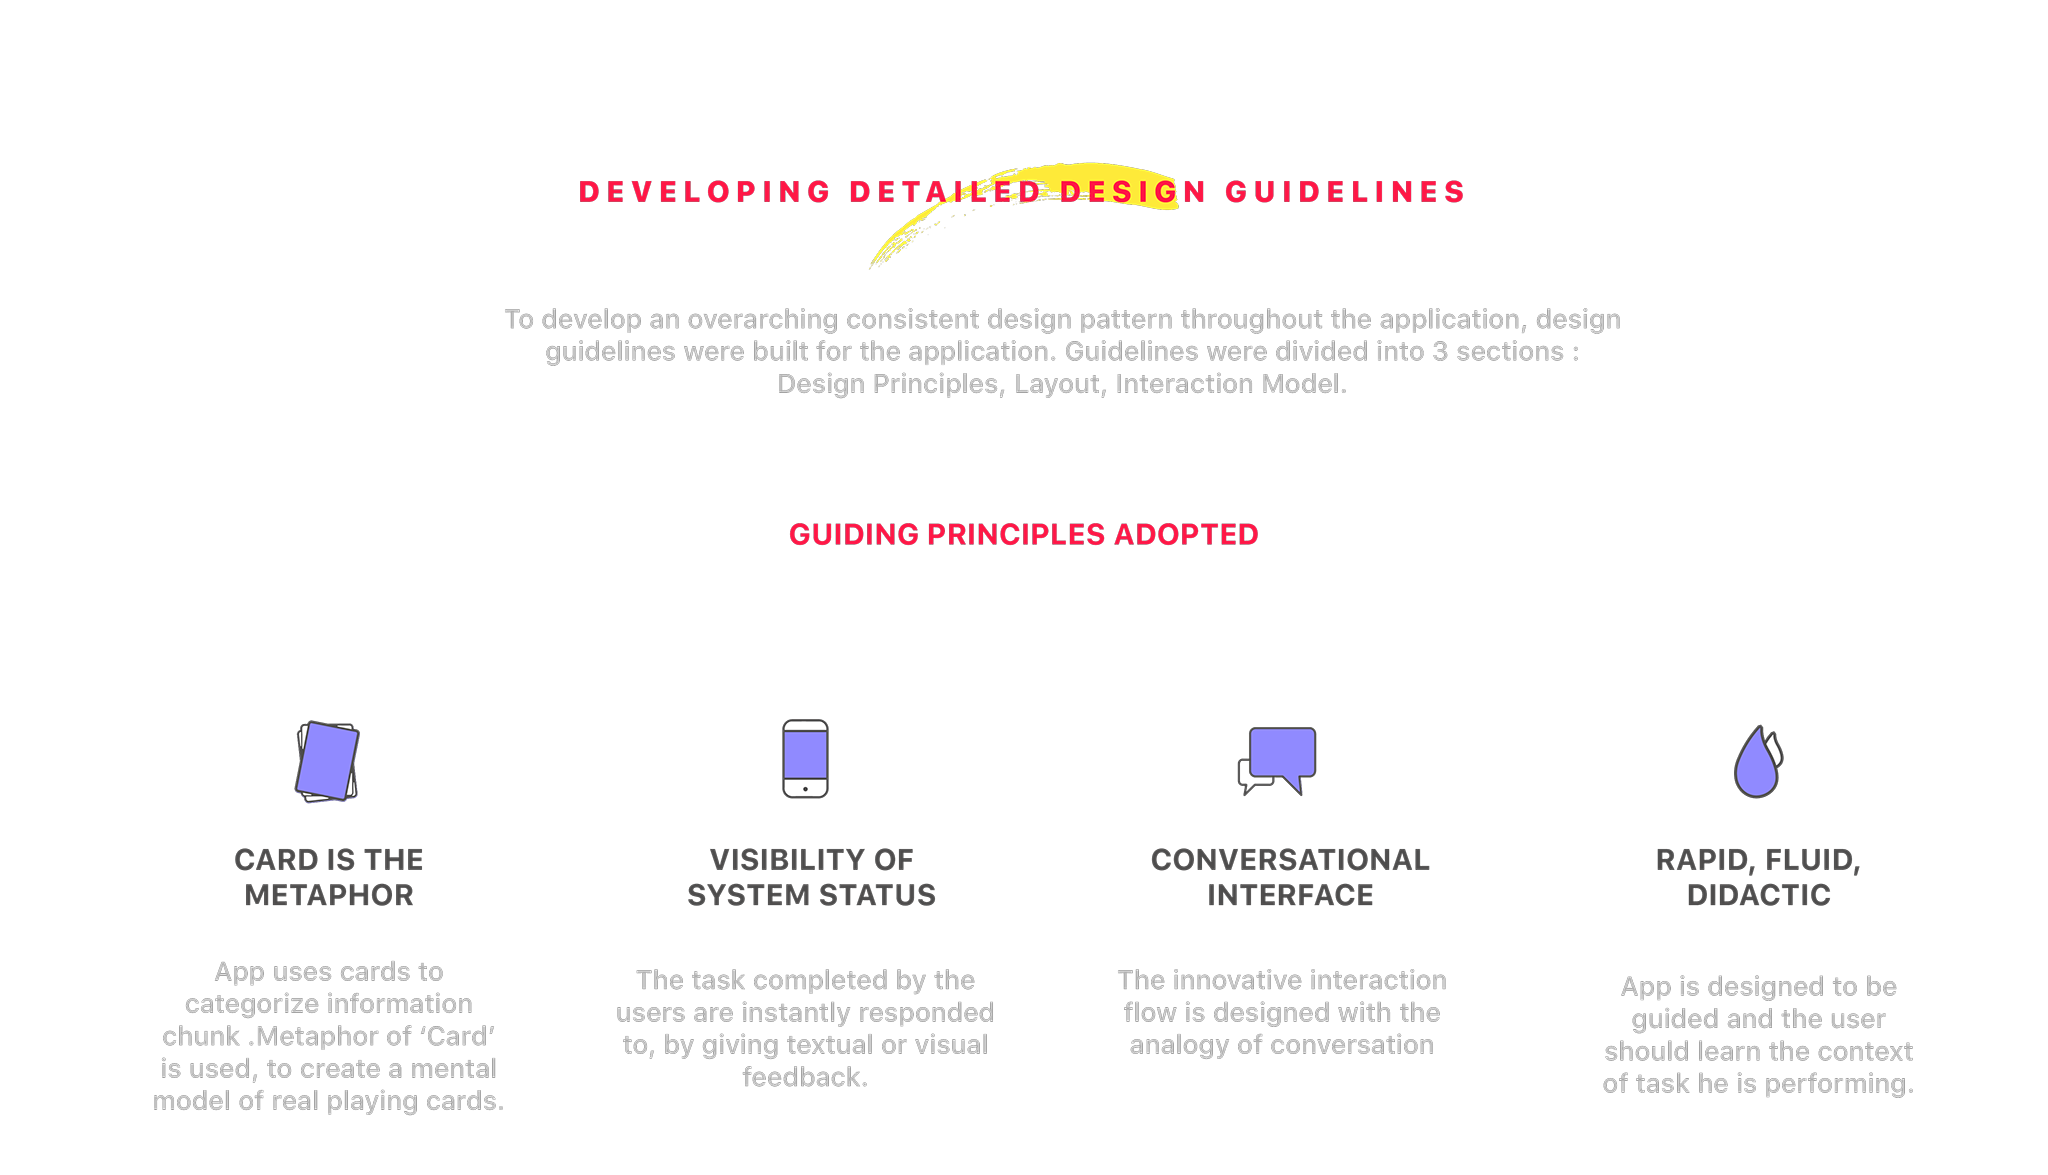 DEVELOPING DETAILED DESIGN GUIDELINES
To develop an overarching consistent design pattern throughout the application, design
guidelines were built for the application. Guidelines were divided into 3 sections :
Design Principles, Layout, Interaction Model.
GUIDING PRINCIPLES ADOPTED
CARD IS THE
METAPHOR
App uses cards to
categorize information
chunk .Metaphor of ‘Card’
is used, to create a mental
model of real playing cards.
VISIBILITY OF
SYSTEM STATUS
The task completed by the
users are instantly responded
to, by giving textual or visual
feedback.
CONVERSATIONAL
INTERFACE
The innovative interaction
flow is designed with the
analogy of conversation
RAPID, FLUID,
DIDACTIC
App is designed to be
guided and the user
should learn the context
of task he is performing.